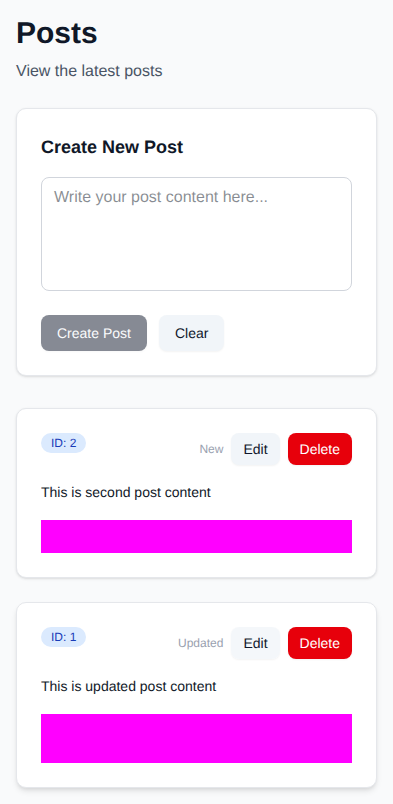 Posts
View the latest posts
Create New Post
Write your post content here...
Create Post Clear
ID: 2 New Edit Delete
This is second post content
ID: 1 Updated Edit Delete
This is updated post content